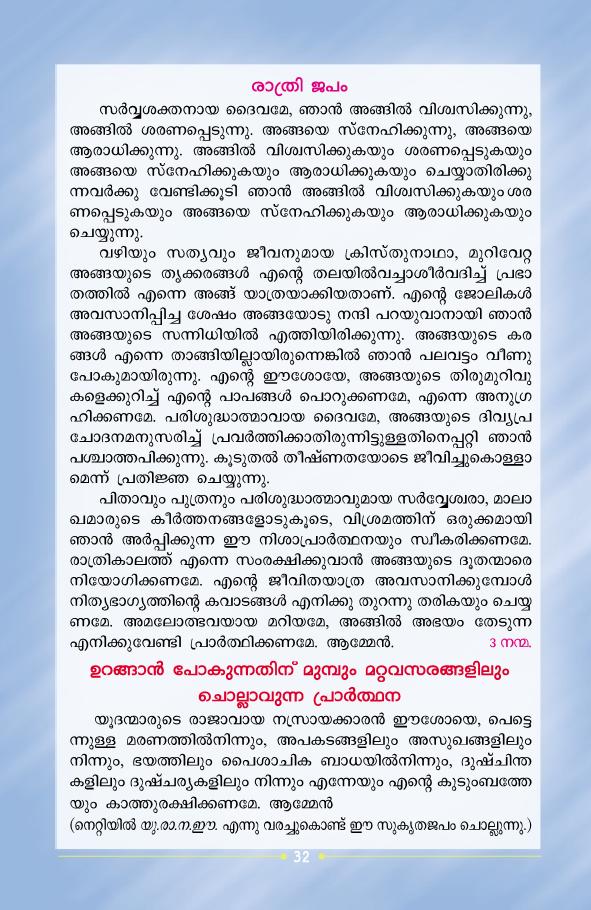 രാത്രി ജപം
സർവ്വശക്തനായ ദൈവമേ, ഞാൻ അങ്ങിൽ വിശ്വസിക്കുന്നു,
അങ്ങിൽ ശരണപ്പെടുന്നു. അങ്ങയെ സ്നേഹിക്കുന്നു, അങ്ങയെ
ആരാധിക്കുന്നു. അങ്ങിൽ വിശ്വസിക്കുകയും ശരണപ്പെടുകയും
അങ്ങയെ സ്നേഹിക്കുകയും ആരാധിക്കുകയും ചെയ്യാതിരിക്കു
ന്നവർക്കു വേണ്ടിക്കൂടി ഞാൻ അങ്ങിൽ വിശ്വസിക്കുകയും ശര
ണപ്പെടുകയും അങ്ങയെ സ്നേഹിക്കുകയും ആരാധിക്കുകയും
ചെയ്യുന്നു.
വഴിയും സത്യവും ജീവനുമായ ക്രിസ്തുനാഥാ, മുറിവേറ്റ
അങ്ങയുടെ തൃക്കരങ്ങൾ എന്റെ തലയിൽവച്ചാശീർവദിച്ച് പ്രഭാ
തത്തിൽ എന്നെ അങ്ങ് യാത്രയാക്കിയതാണ്. എന്റെ ജോലികൾ
അവസാനിപ്പിച്ച ശേഷം അങ്ങയോടു നന്ദി പറയുവാനായി ഞാൻ
അങ്ങയുടെ സന്നിധിയിൽ എത്തിയിരിക്കുന്നു. അങ്ങയുടെ കര
ങ്ങൾ എന്നെ താങ്ങിയില്ലായിരുന്നെങ്കിൽ ഞാൻ പലവട്ടം വീണു
പോകുമായിരുന്നു. എന്റെ ഈശോയേ, അങ്ങയുടെ തിരുമുറിവു
കളെക്കുറിച്ച് എന്റെ പാപങ്ങൾ പൊറുക്കണമേ, എന്നെ അനുഗ്ര
ഹിക്കണമേ. പരിശുദ്ധാത്മാവായ ദൈവമേ, അങ്ങയുടെ ദിവ്യപ്ര
ചോദനമനുസരിച്ച് പ്രവർത്തിക്കാതിരുന്നിട്ടുള്ളതിനെപ്പറ്റി ഞാൻ
പശ്ചാത്തപിക്കുന്നു. കൂടുതൽ തീഷ്ണതയോടെ ജീവിച്ചുകൊള്ളാ
മെന്ന് പ്രതിജ്ഞ ചെയ്യുന്നു.
പിതാവും പുത്രനും പരിശുദ്ധാത്മാവുമായ സർവ്വേശ്വരാ, മാലാ
ഖമാരുടെ കീർത്തനങ്ങളോടുകൂടെ, വിശ്രമത്തിന് ഒരുക്കമായി
ഞാൻ അർപ്പിക്കുന്ന ഈ നിശാപ്രാർത്ഥനയും സ്വീകരിക്കണമേ.
രാത്രികാലത്ത് എന്നെ സംരക്ഷിക്കുവാൻ അങ്ങയുടെ ദൂതന്മാരെ
നിയോഗിക്കണമേ. എന്റെ ജീവിതയാത്ര അവസാനിക്കുമ്പോൾ
നിത്യഭാഗ്യത്തിന്റെ കവാടങ്ങൾ എനിക്കു തുറന്നു തരികയും ചെയ്യ
ണമേ. അമലോത്ഭവയായ മറിയമേ, അങ്ങിൽ അഭയം തേടുന്ന
എനിക്കുവേണ്ടി പ്രാർത്ഥിക്കണമേ. ആമ്മേൻ. 3 നന്മ.
ഉറങ്ങാൻ പോകുന്നതിന് മുമ്പും മറ്റവസരങ്ങളിലും
ചൊല്ലാവുന്ന പ്രാർത്ഥന
യൂദന്മാരുടെ രാജാവായ നസ്രായക്കാരൻ ഈശോയെ, പെട്ടെ
ന്നുള്ള മരണത്തിൽനിന്നും, അപകടങ്ങളിലും അസുഖങ്ങളിലും
നിന്നും, ഭയത്തിലും പൈശാചിക ബാധയിൽനിന്നും, ദുഷ്ചിന്ത
കളിലും ദുഷ്ചര്യകളിലും നിന്നും എന്നേയും എന്റെ കുടുംബത്തേ
യും കാത്തുരക്ഷിക്കണമേ. ആമ്മേൻ
(നെറ്റിയിൽ യു.രാ.ന.ഈ. എന്നു വരച്ചുകൊണ്ട് ഈ സുകൃതജപം ചൊല്ലുന്നു.)
32